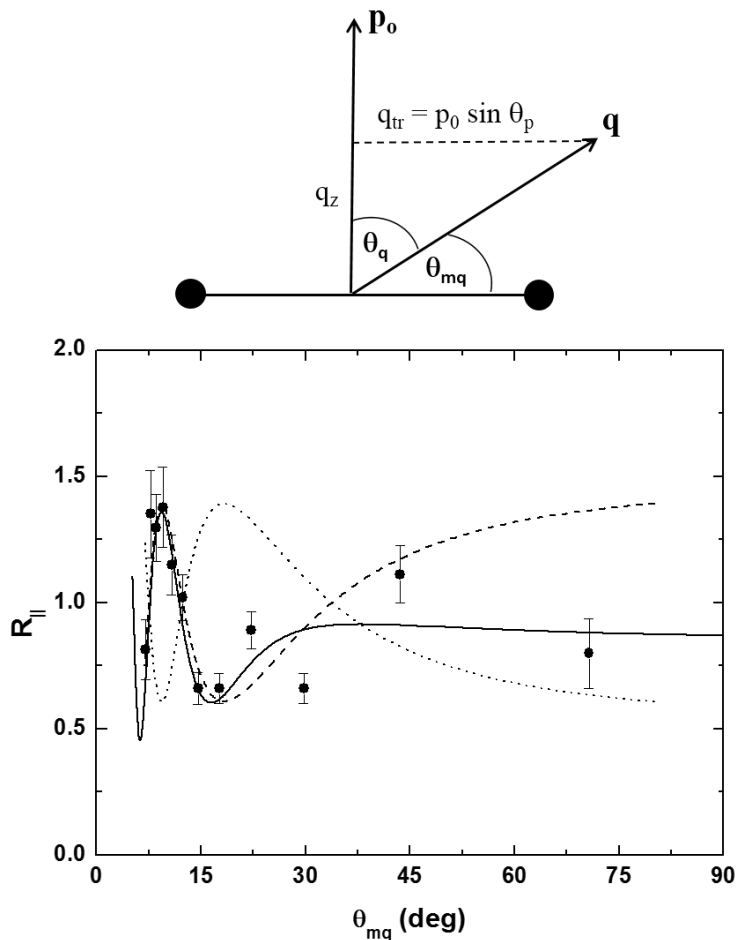 p₀
q_tr = p₀ sin θ_p
q
q_z
θ_q
θ_mq
2.0
1.5
1.0
0.5
0.0
R_||
0 15 30 45 60 75 90
θ_mq (deg)